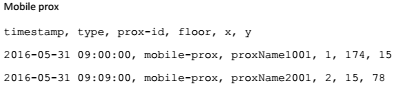 Mobile prox
timestamp, type, prox-id, floor, x, y
2016-05-31 09:00:00, mobile-prox, proxName1001, 1, 174, 15
2016-05-31 09:09:00, mobile-prox, proxName2001, 2, 15, 78